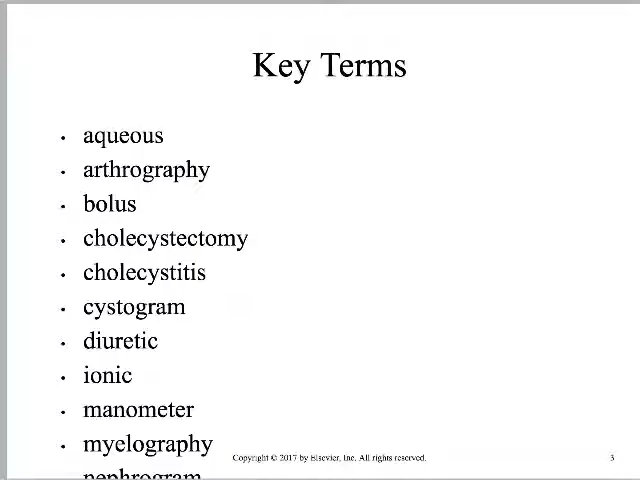 Key Terms
• aqueous
• arthrography
• bolus
• cholecystectomy
• cholecystitis
• cystogram
• diuretic
• ionic
• manometer
• myelography
Copyright © 2017 by Elsevier, Inc. All rights reserved.
3
nephrogram